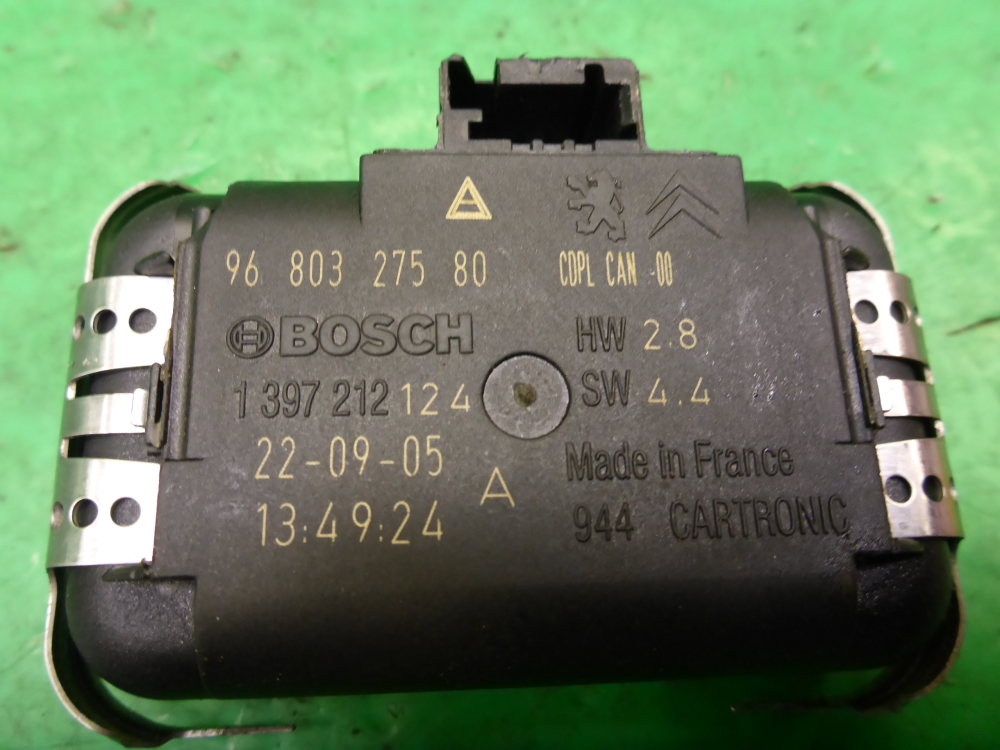 96 803 275 80 CDPL CAN -00
BOSCH HW 2.8
1 397 212 124 SW 4.4
22-09-05 Made in France
A
13:49:24 944 CARTRONIC